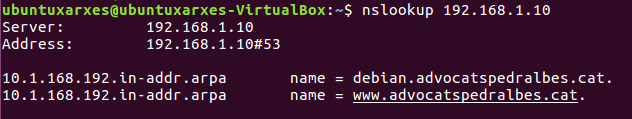 ubuntuxarxes@ubuntuxarxes-VirtualBox:~$ nslookup 192.168.1.10
Server: 192.168.1.10
Address: 192.168.1.10#53
10.1.168.192.in-addr.arpa name = debian.advocatspedralbes.cat.
10.1.168.192.in-addr.arpa name = www.advocatspedralbes.cat.